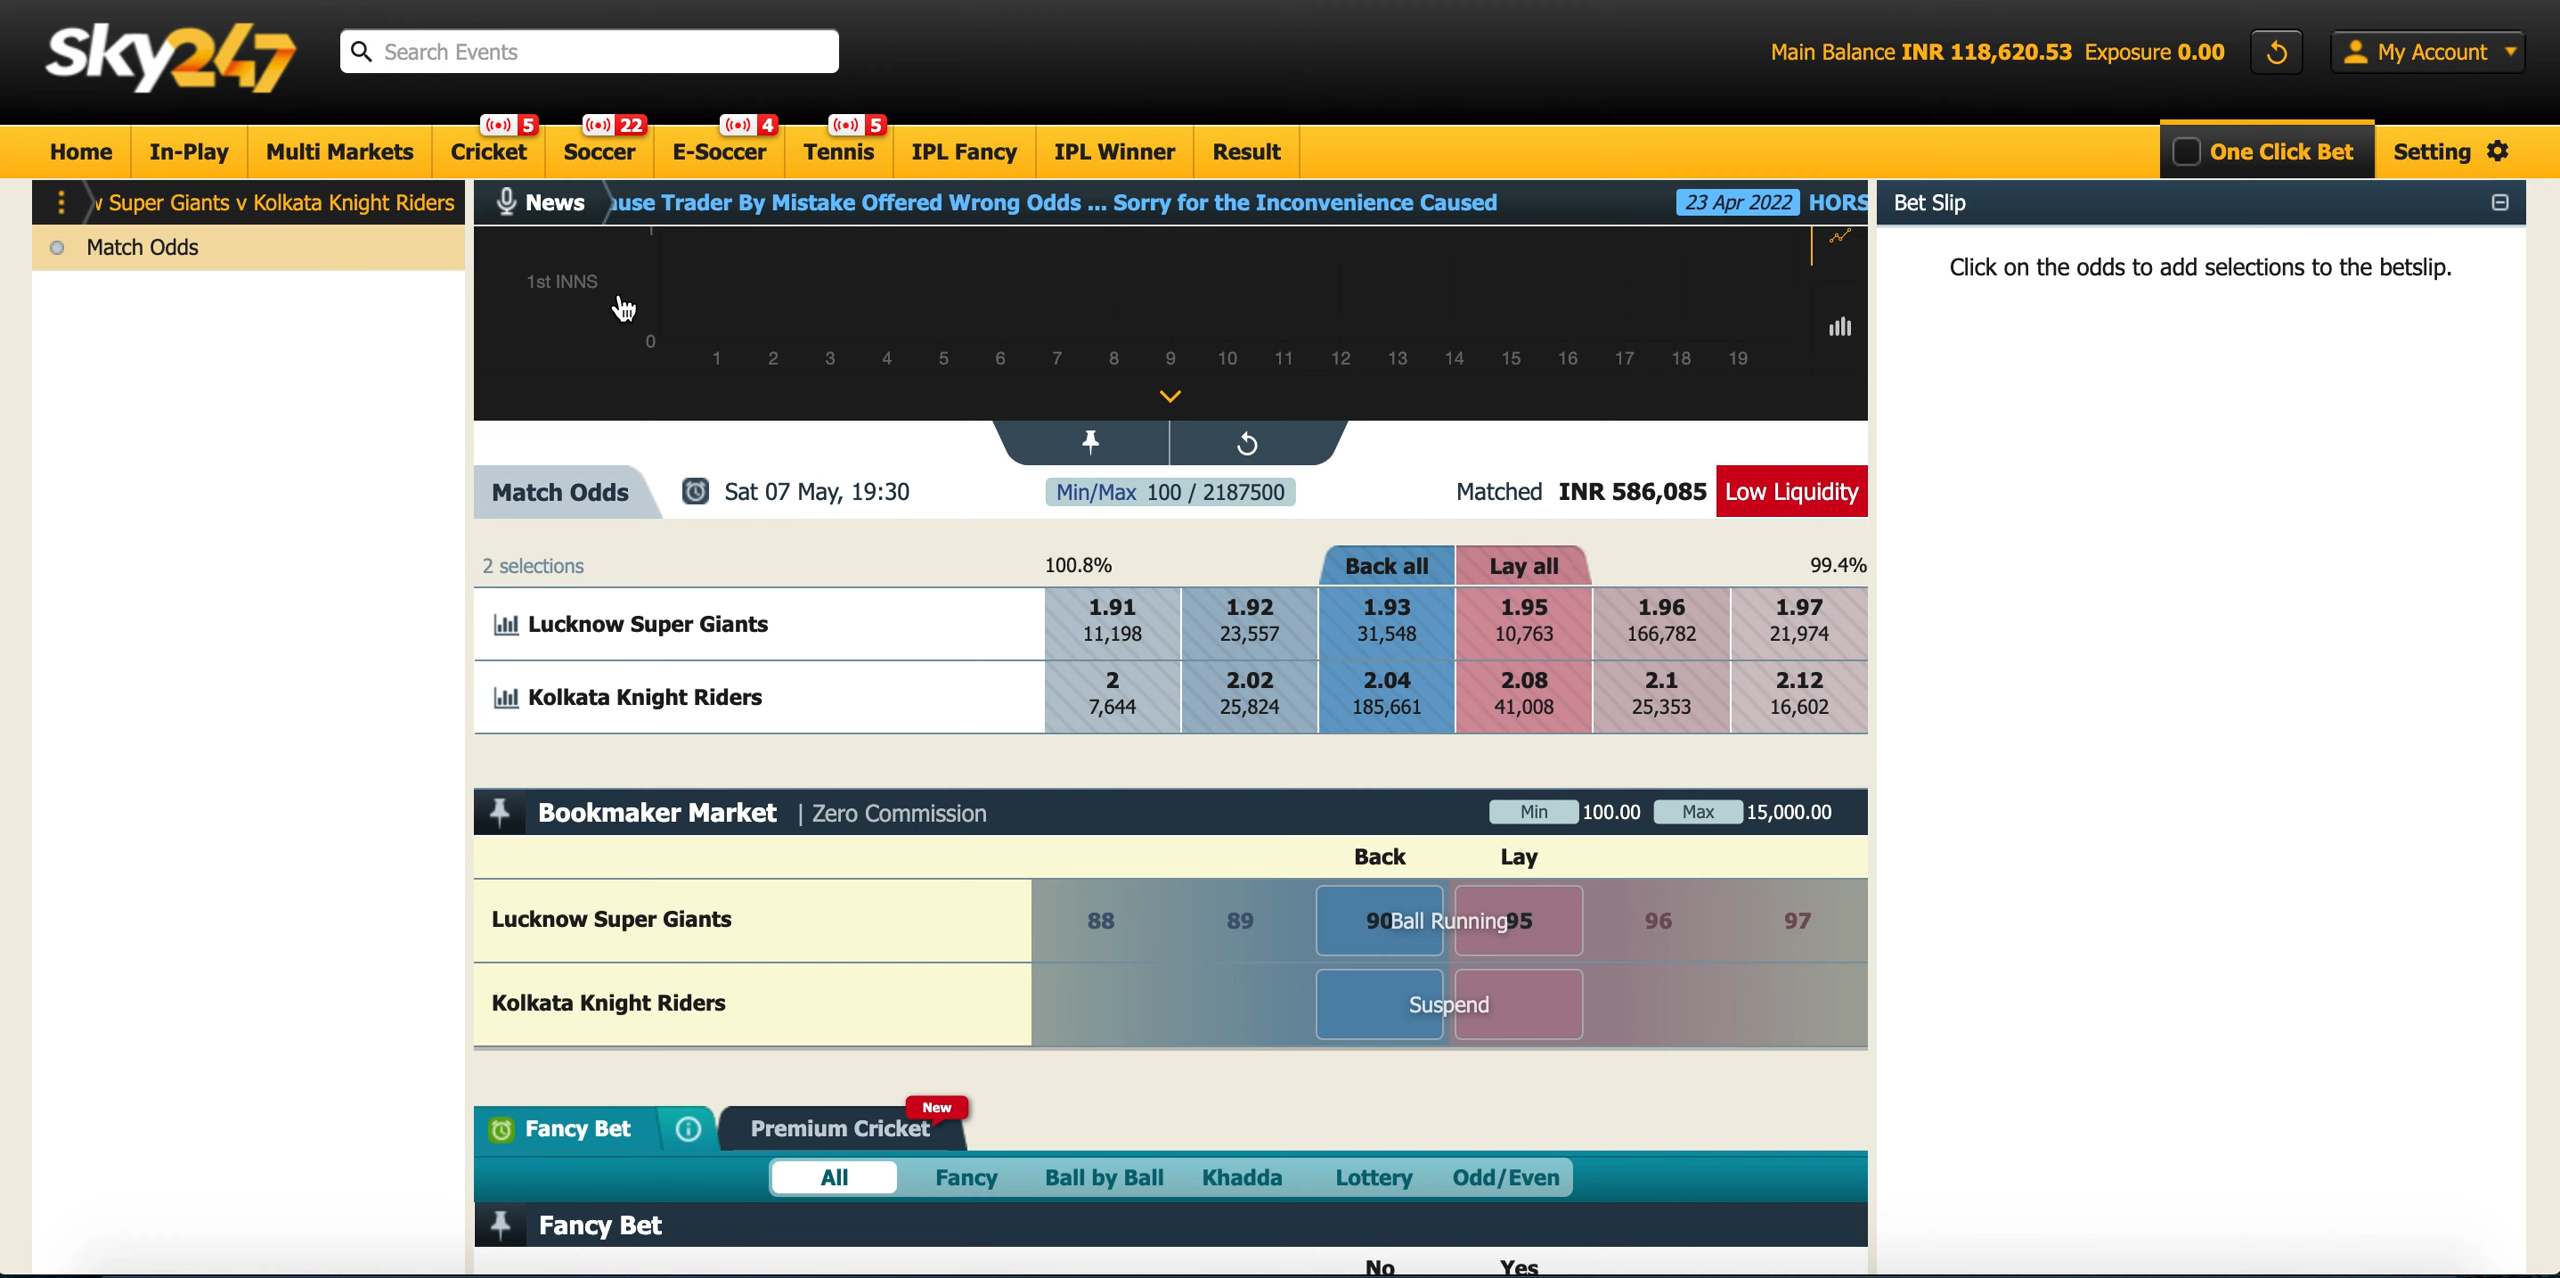 sky247
Search Events
Main Balance INR 118,620.53 Exposure 0.00
My Account
5
22
4
5
Home In-Play Multi Markets Cricket Soccer E-Soccer Tennis IPL Fancy IPL Winner Result
One Click Bet
Setting
Super Giants v Kolkata Knight Riders
Match Odds
News
Trader By Mistake Offered Wrong Odds ... Sorry for the Inconvenience Caused
23 Apr 2022
Bet Slip
Click on the odds to add selections to the betslip.
1st INNS
0
1 2 3 4 5 6 7 8 9 10 11 12 13 14 15 16 17 18 19
Match Odds Sat 07 May, 19:30 Min/Max 100 / 2187500 Matched INR 586,085 Low Liquidity
2 selections 100.8% Back all Lay all 99.4%
1.91 1.92 1.93 1.95 1.96 1.97
Lucknow Super Giants
11,198 23,557 31,548 10,763 166,782 21,974
2 2.02 2.04 2.08 2.1 2.12
Kolkata Knight Riders
7,644 25,824 185,661 41,008 25,353 16,602
Bookmaker Market | Zero Commission Min 100.00 Max 15,000.00
Back Lay
Lucknow Super Giants 88 89 90 Ball Running 95 96 97
Kolkata Knight Riders Suspend
New
Fancy Bet Premium Cricket
All Fancy Ball by Ball Khadda Lottery Odd/Even
Fancy Bet
No Yes